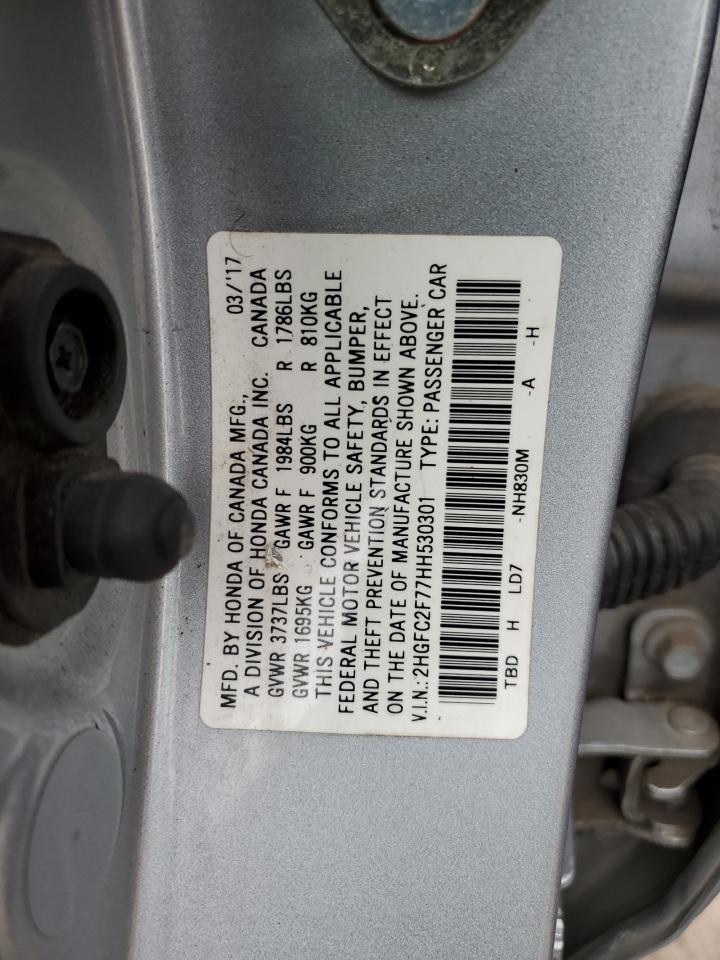 MFD. BY HONDA OF CANADA MFG., 03/'17
A DIVISION OF HONDA CANADA INC. CANADA
GVWR 3737LBS GAWR F 1984LBS R 1786LBS
GVWR 1695KG GAWR F 900KG R 810KG
THIS VEHICLE CONFORMS TO ALL APPLICABLE
FEDERAL MOTOR VEHICLE SAFETY, BUMPER,
AND THEFT PREVENTION STANDARDS IN EFFECT
ON THE DATE OF MANUFACTURE SHOWN ABOVE.
V.I.N.: 2HGFC2F77HH530301 TYPE: PASSENGER CAR
TBD H LD7 -NH830M -A -H